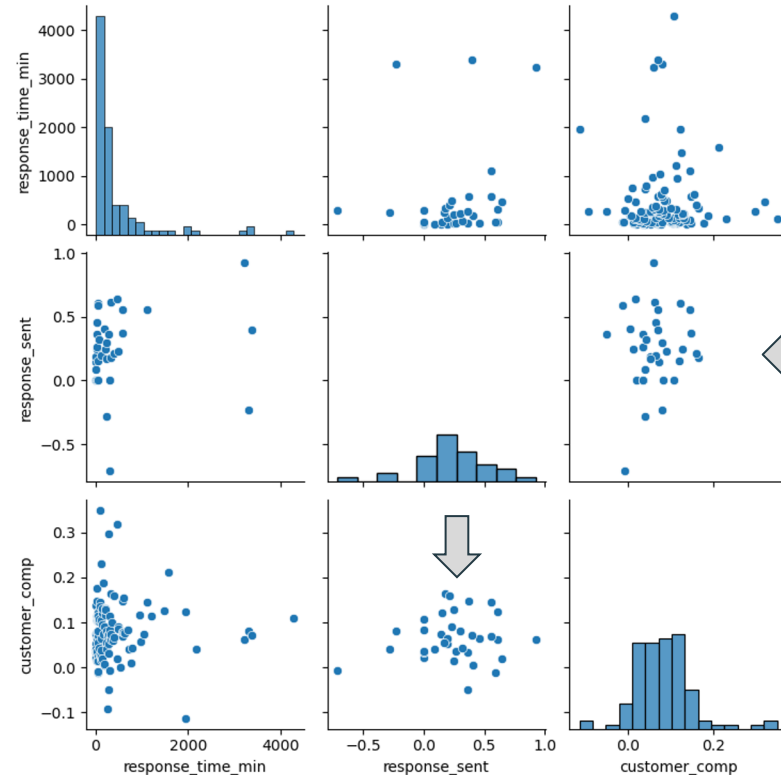 4000
3000
2000
1000
0
response_time_min
1.0
0.5
0.0
−0.5
response_sent
0.3
0.2
0.1
0.0
−0.1
customer_comp
0 2000 4000
response_time_min
−0.5 0.0 0.5 1.0
response_sent
0.0 0.2
customer_comp